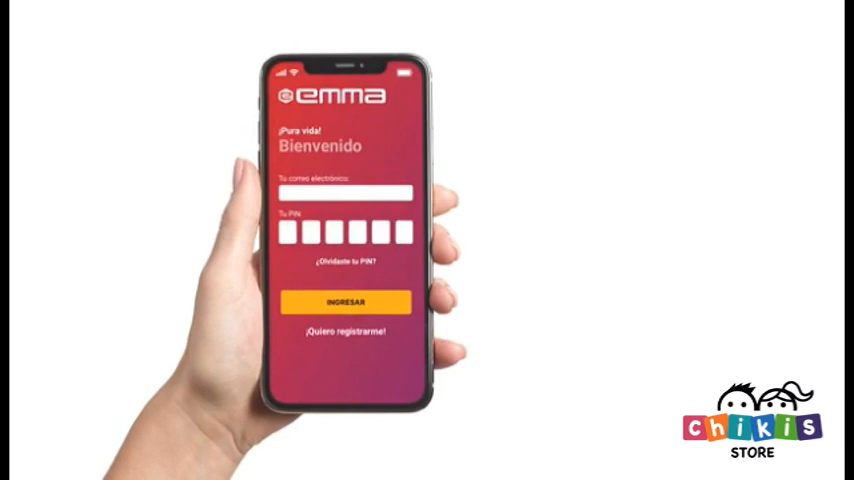 emma
¡Pura vida!
Bienvenido
Tu correo electrónico:
Tu PIN
¿Olvidaste tu PIN?
INGRESAR
¡Quiero registrarme!
chikis
STORE